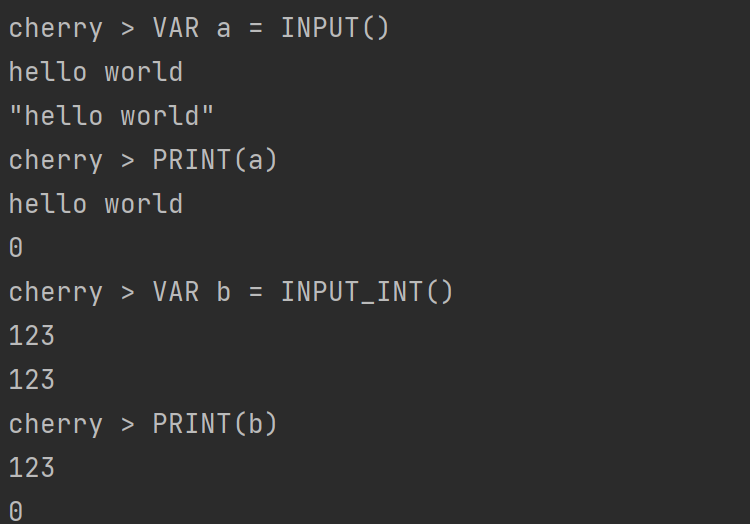 cherry > VAR a = INPUT()
hello world
"hello world"
cherry > PRINT(a)
hello world
0
cherry > VAR b = INPUT_INT()
123
123
cherry > PRINT(b)
123
0